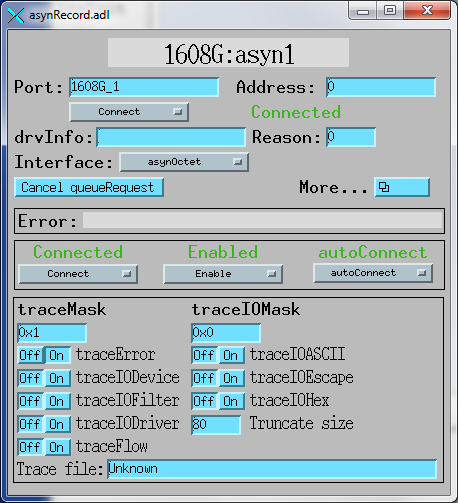 asynRecord.adl
1608G:asyn1
Port: 1608G_1 Address: 0
Connect Connected
drvInfo: Reason: 0
Interface: asynOctet
Cancel queueRequest More...
Error:
Connected Enabled autoConnect
Connect Enable autoConnect
traceMask traceIOMask
0x1 0x0
Off On traceError Off On traceIOASCII
Off On traceIODevice Off On traceIOEscape
Off On traceIOFilter Off On traceIOHex
Off On traceIODriver 80 Truncate size
Off On traceFlow
Trace file: Unknown